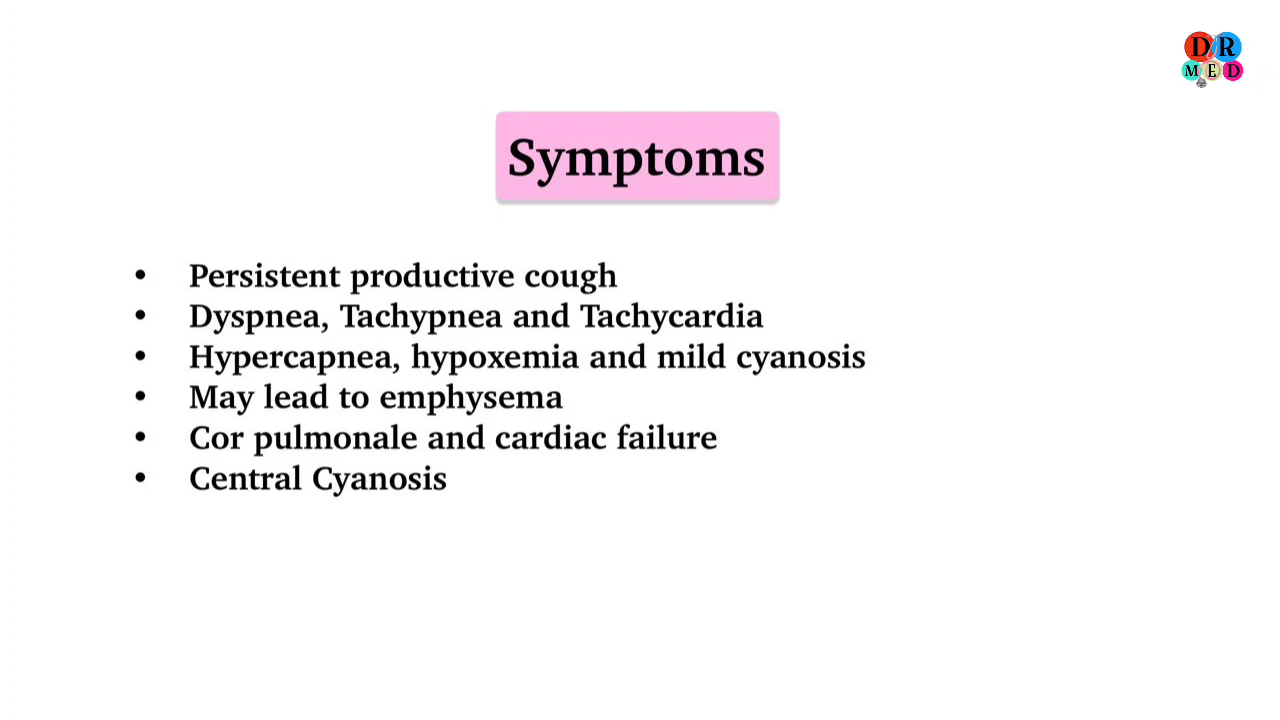 DR
MED
Symptoms
• Persistent productive cough
• Dyspnea, Tachypnea and Tachycardia
• Hypercapnea, hypoxemia and mild cyanosis
• May lead to emphysema
• Cor pulmonale and cardiac failure
• Central Cyanosis